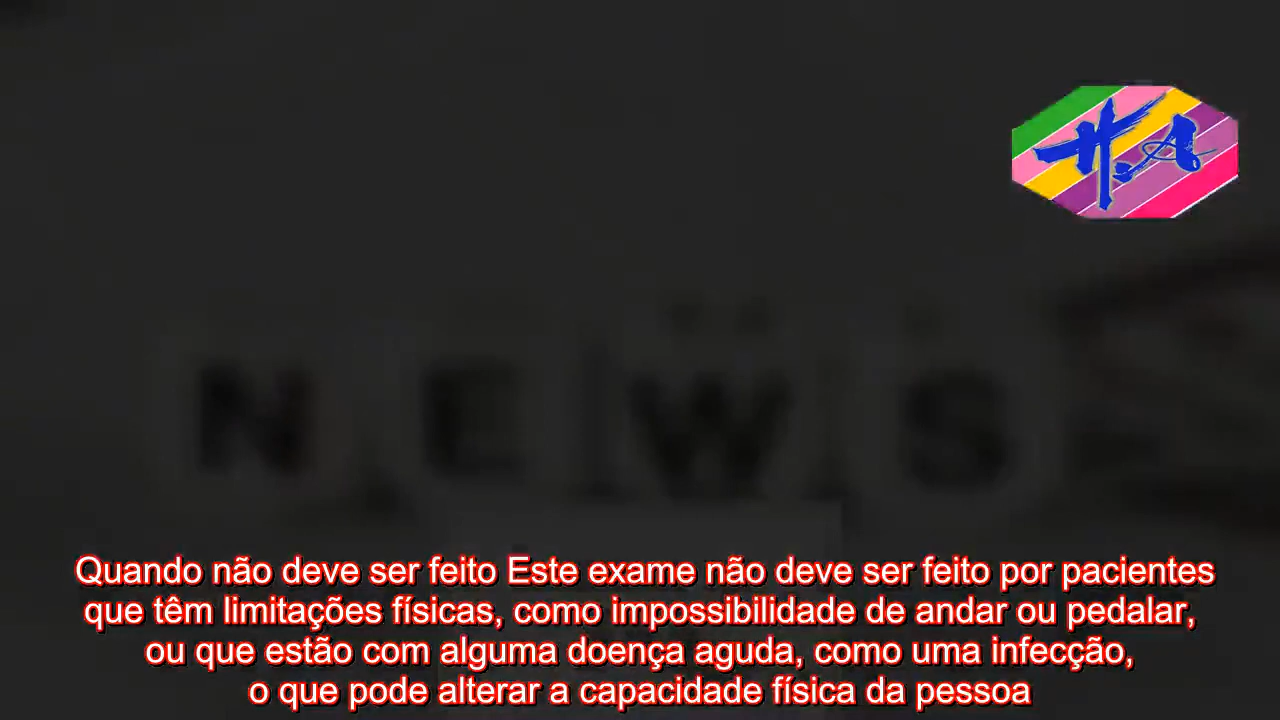 H.A
N E W S
Quando não deve ser feito Este exame não deve ser feito por pacientes
que têm limitações físicas, como impossibilidade de andar ou pedalar,
ou que estão com alguma doença aguda, como uma infecção,
o que pode alterar a capacidade física da pessoa